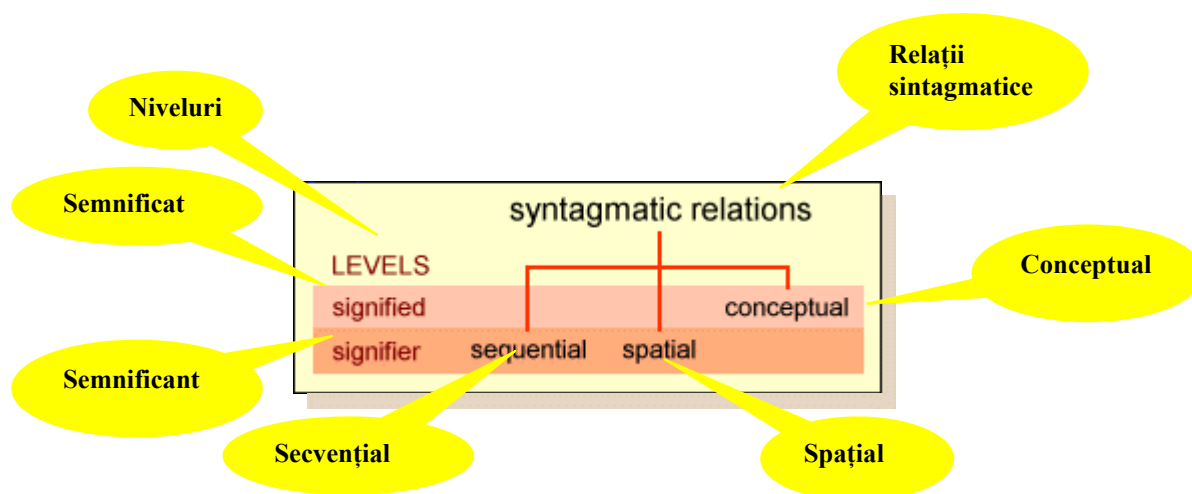 Relații
sintagmatice
Niveluri
Semnificat
syntagmatic relations
LEVELS
Conceptual
signified
conceptual
signifier
sequential
spatial
Semnificant
Secvențial
Spațial